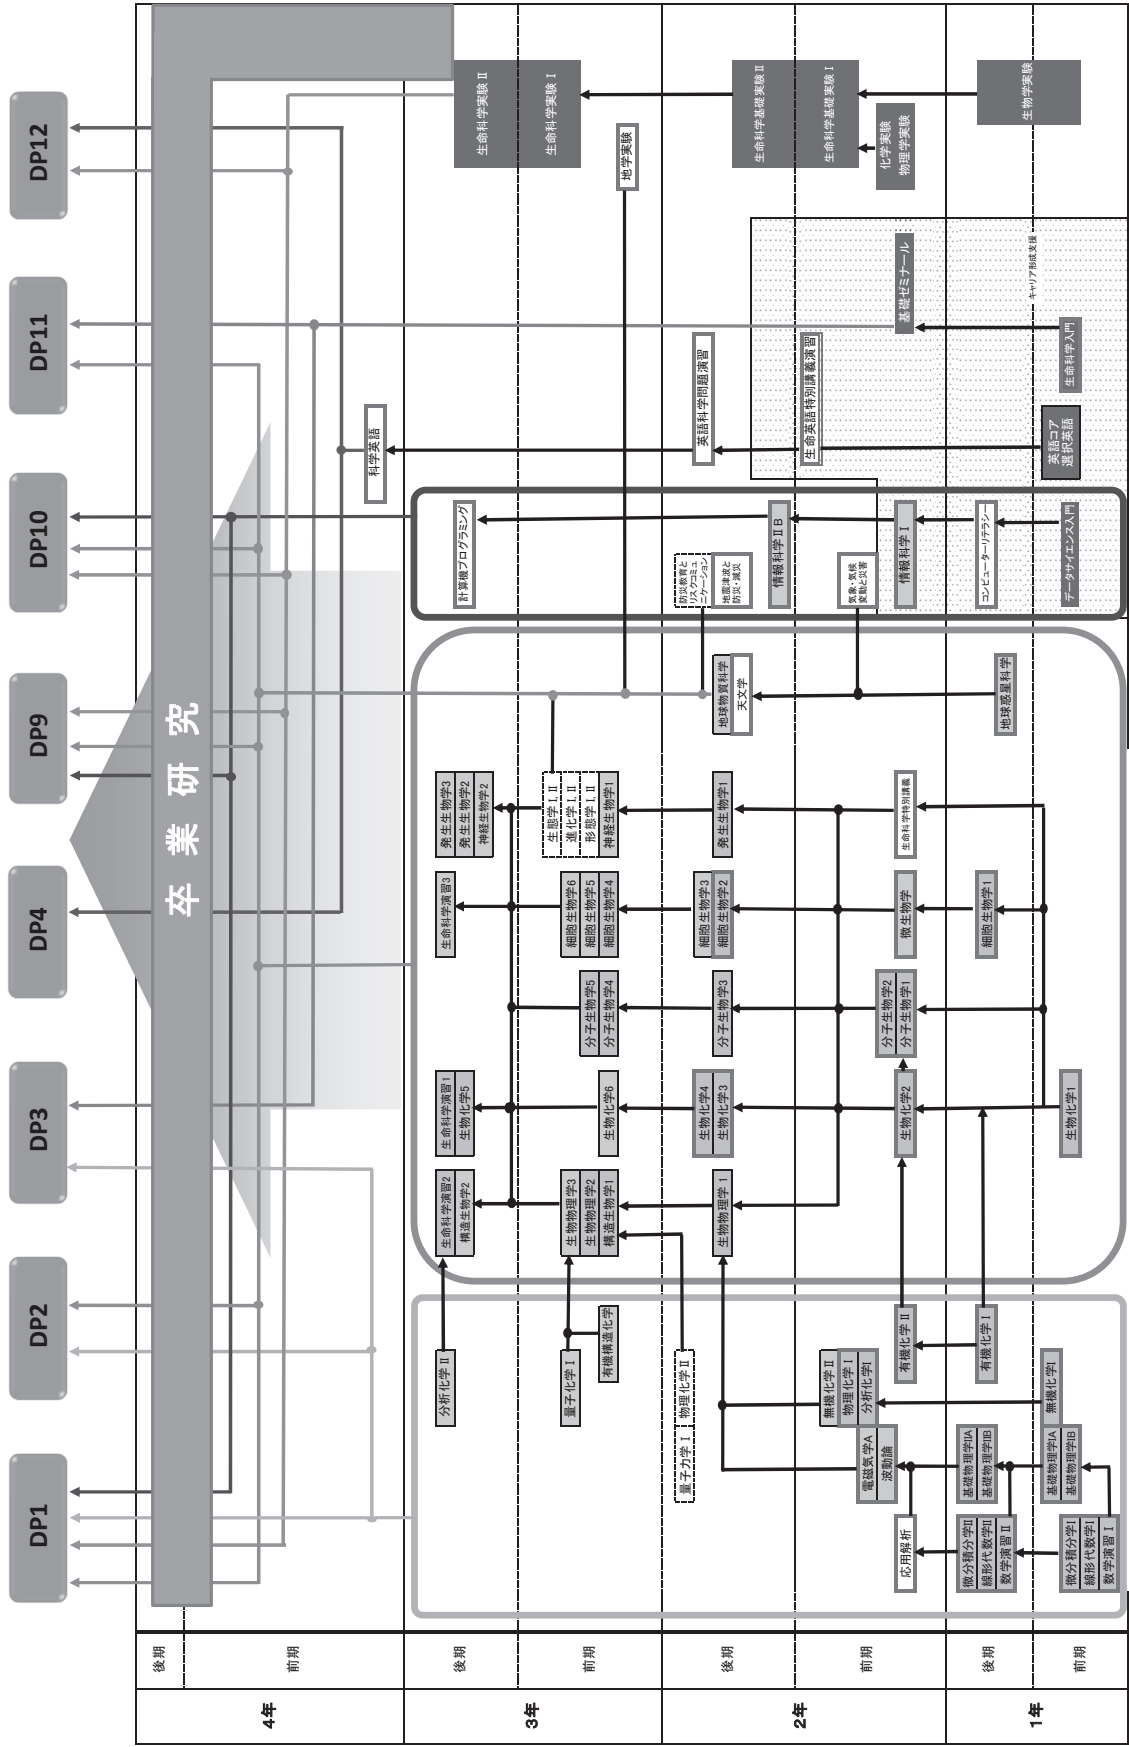 DP1
DP2
DP3
DP4
DP9
DP10
DP11
DP12
卒業研究
4年
後期
前期
科学英語
3年
後期
前期
分析化学Ⅱ
生命科学演習2
構造生物学2
生命科学演習1
生物化学5
生命科学演習3
発生生物学3
発生生物学2
神経生物学2
計算機プログラミング
生命科学実験Ⅱ
生命科学実験Ⅰ
量子化学Ⅰ
有機構造化学
生物物理学3
生物物理学2
構造生物学1
生物化学6
分子生物学5
分子生物学4
細胞生物学6
細胞生物学5
細胞生物学4
生態学Ⅰ,Ⅱ
進化学Ⅰ,Ⅱ
形態学Ⅰ,Ⅱ
神経生物学1
地学実験
2年
後期
前期
量子力学Ⅰ
物理化学Ⅱ
生物物理学1
生物化学4
生物化学3
分子生物学3
細胞生物学3
細胞生物学2
発生生物学1
地球物質科学
天文学
防災教育と
リスクコミュ
ニケーション
地震津波と
防災・減災
情報科学ⅡB
英語科学問題演習
生命科学基礎実験Ⅱ
生命科学基礎実験Ⅰ
応用解析
電磁気学A
波動論
無機化学Ⅱ
物理化学Ⅰ
分析化学Ⅰ
有機化学Ⅱ
生物化学2
分子生物学2
分子生物学1
微生物学
生命科学特別講義
気象・気候
変動と災害
情報科学Ⅰ
生命英語特別講義演習
基礎ゼミナール
化学実験
物理学実験
1年
後期
前期
微分積分学Ⅱ
線形代数学Ⅱ
数学演習Ⅱ
基礎物理学ⅡA
基礎物理学ⅡB
有機化学Ⅰ
細胞生物学1
地球惑星科学
コンピューターリテラシー
キャリア形成支援
生物学実験
微分積分学Ⅰ
線形代数学Ⅰ
数学演習Ⅰ
基礎物理学ⅠA
基礎物理学ⅠB
無機化学Ⅰ
生物化学1
データサイエンス入門
英語コア
選択英語
生命科学入門